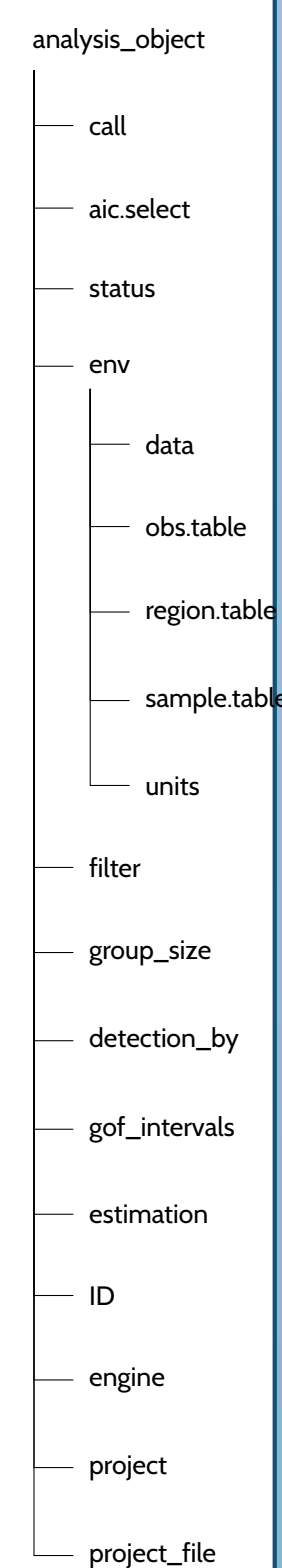 analysis_object
call
aic.select
status
env
data
obs.table
region.table
sample.table
units
filter
group_size
detection_by
gof_intervals
estimation
ID
engine
project
project_file